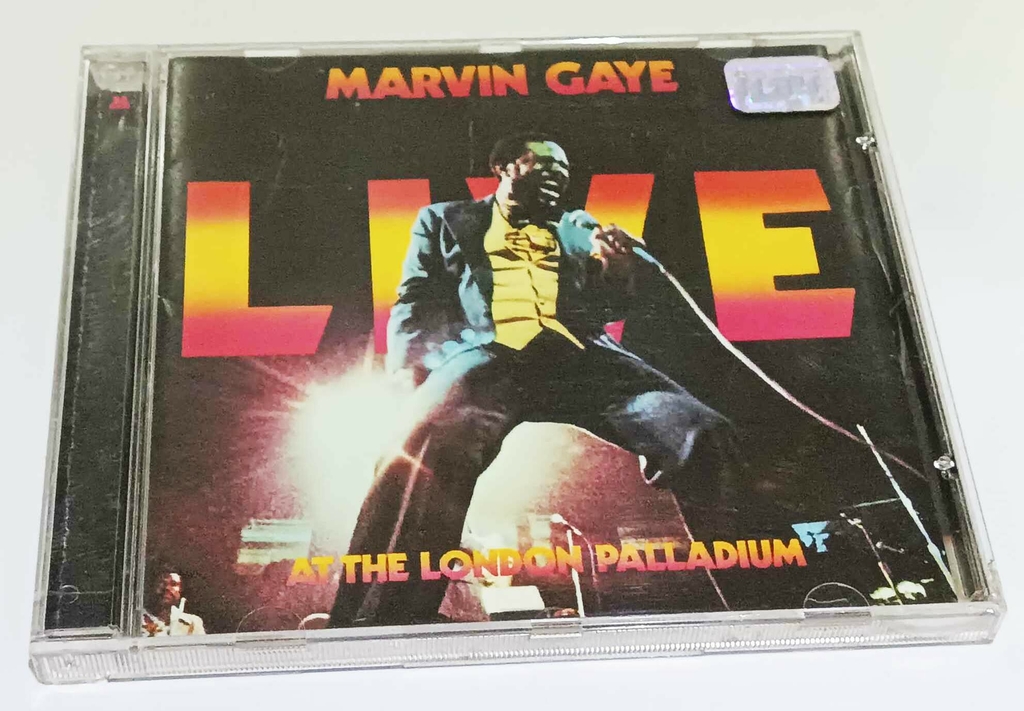 MARVIN GAYE
LIVE
AT THE LONDON PALLADIUM